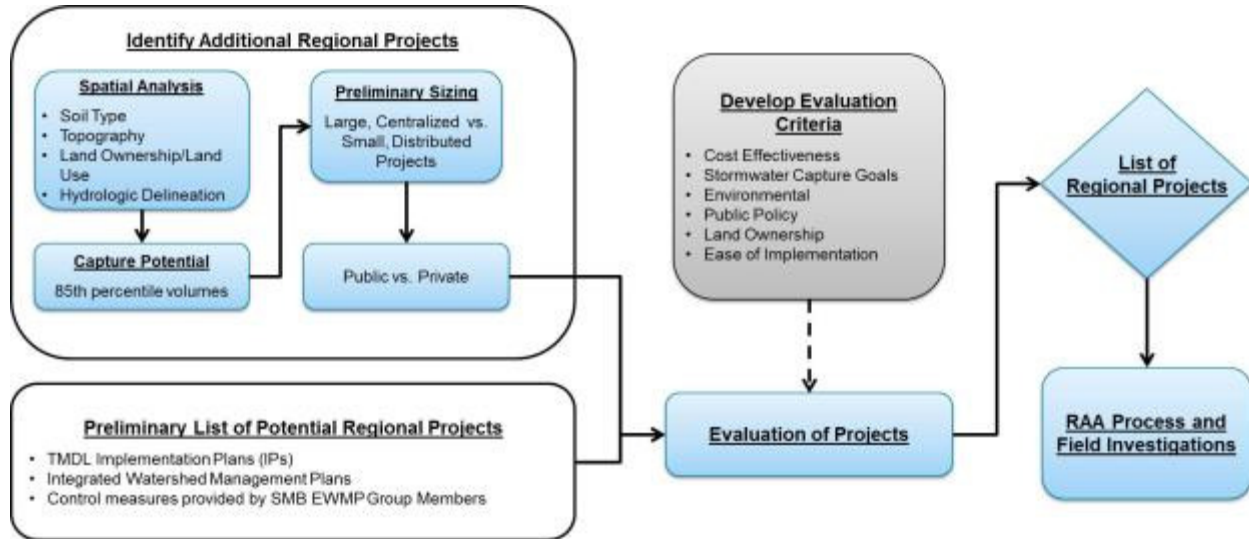 Identify Additional Regional Projects
Spatial Analysis
• Soil Type
• Topography
• Land Ownership/Land
Use
• Hydrologic Delineation
Capture Potential
85th percentile volumes
Preliminary Sizing
Large, Centralized vs.
Small, Distributed
Projects
Public vs. Private
Preliminary List of Potential Regional Projects
• TMDL Implementation Plans (IPs)
• Integrated Watershed Management Plans
• Control measures provided by SMB EWMP Group Members
Develop Evaluation
Criteria
• Cost Effectiveness
• Stormwater Capture Goals
• Environmental
• Public Policy
• Land Ownership
• Ease of Implementation
Evaluation of Projects
List of
Regional Projects
RAA Process and
Field Investigations